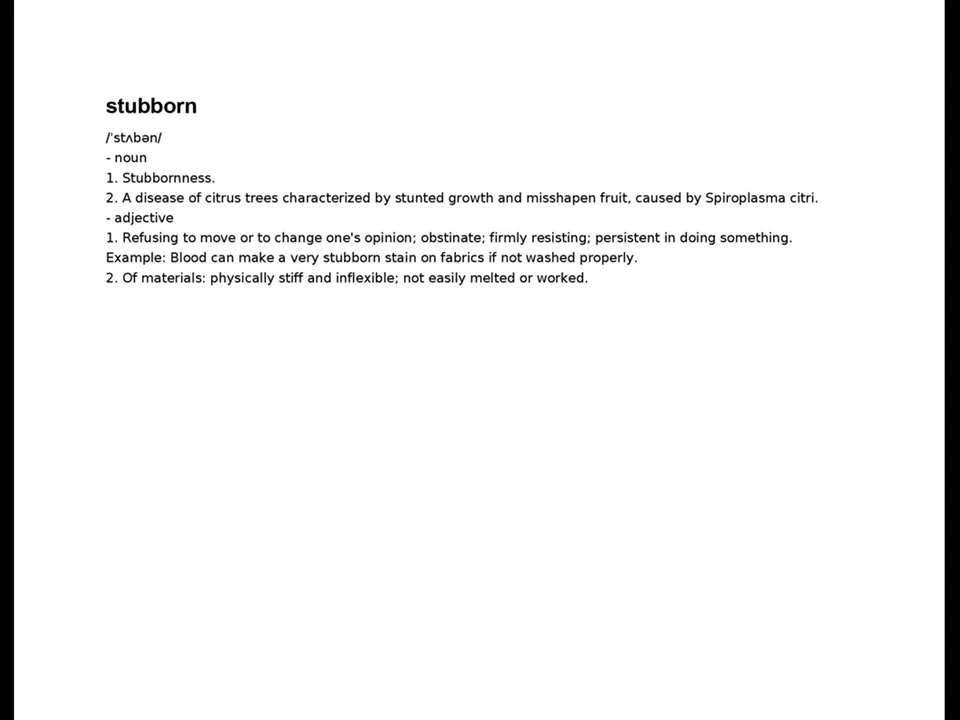 stubborn
/ˈstʌbən/
- noun
1. Stubbornness.
2. A disease of citrus trees characterized by stunted growth and misshapen fruit, caused by Spiroplasma citri.
- adjective
1. Refusing to move or to change one's opinion; obstinate; firmly resisting; persistent in doing something.
Example: Blood can make a very stubborn stain on fabrics if not washed properly.
2. Of materials: physically stiff and inflexible; not easily melted or worked.